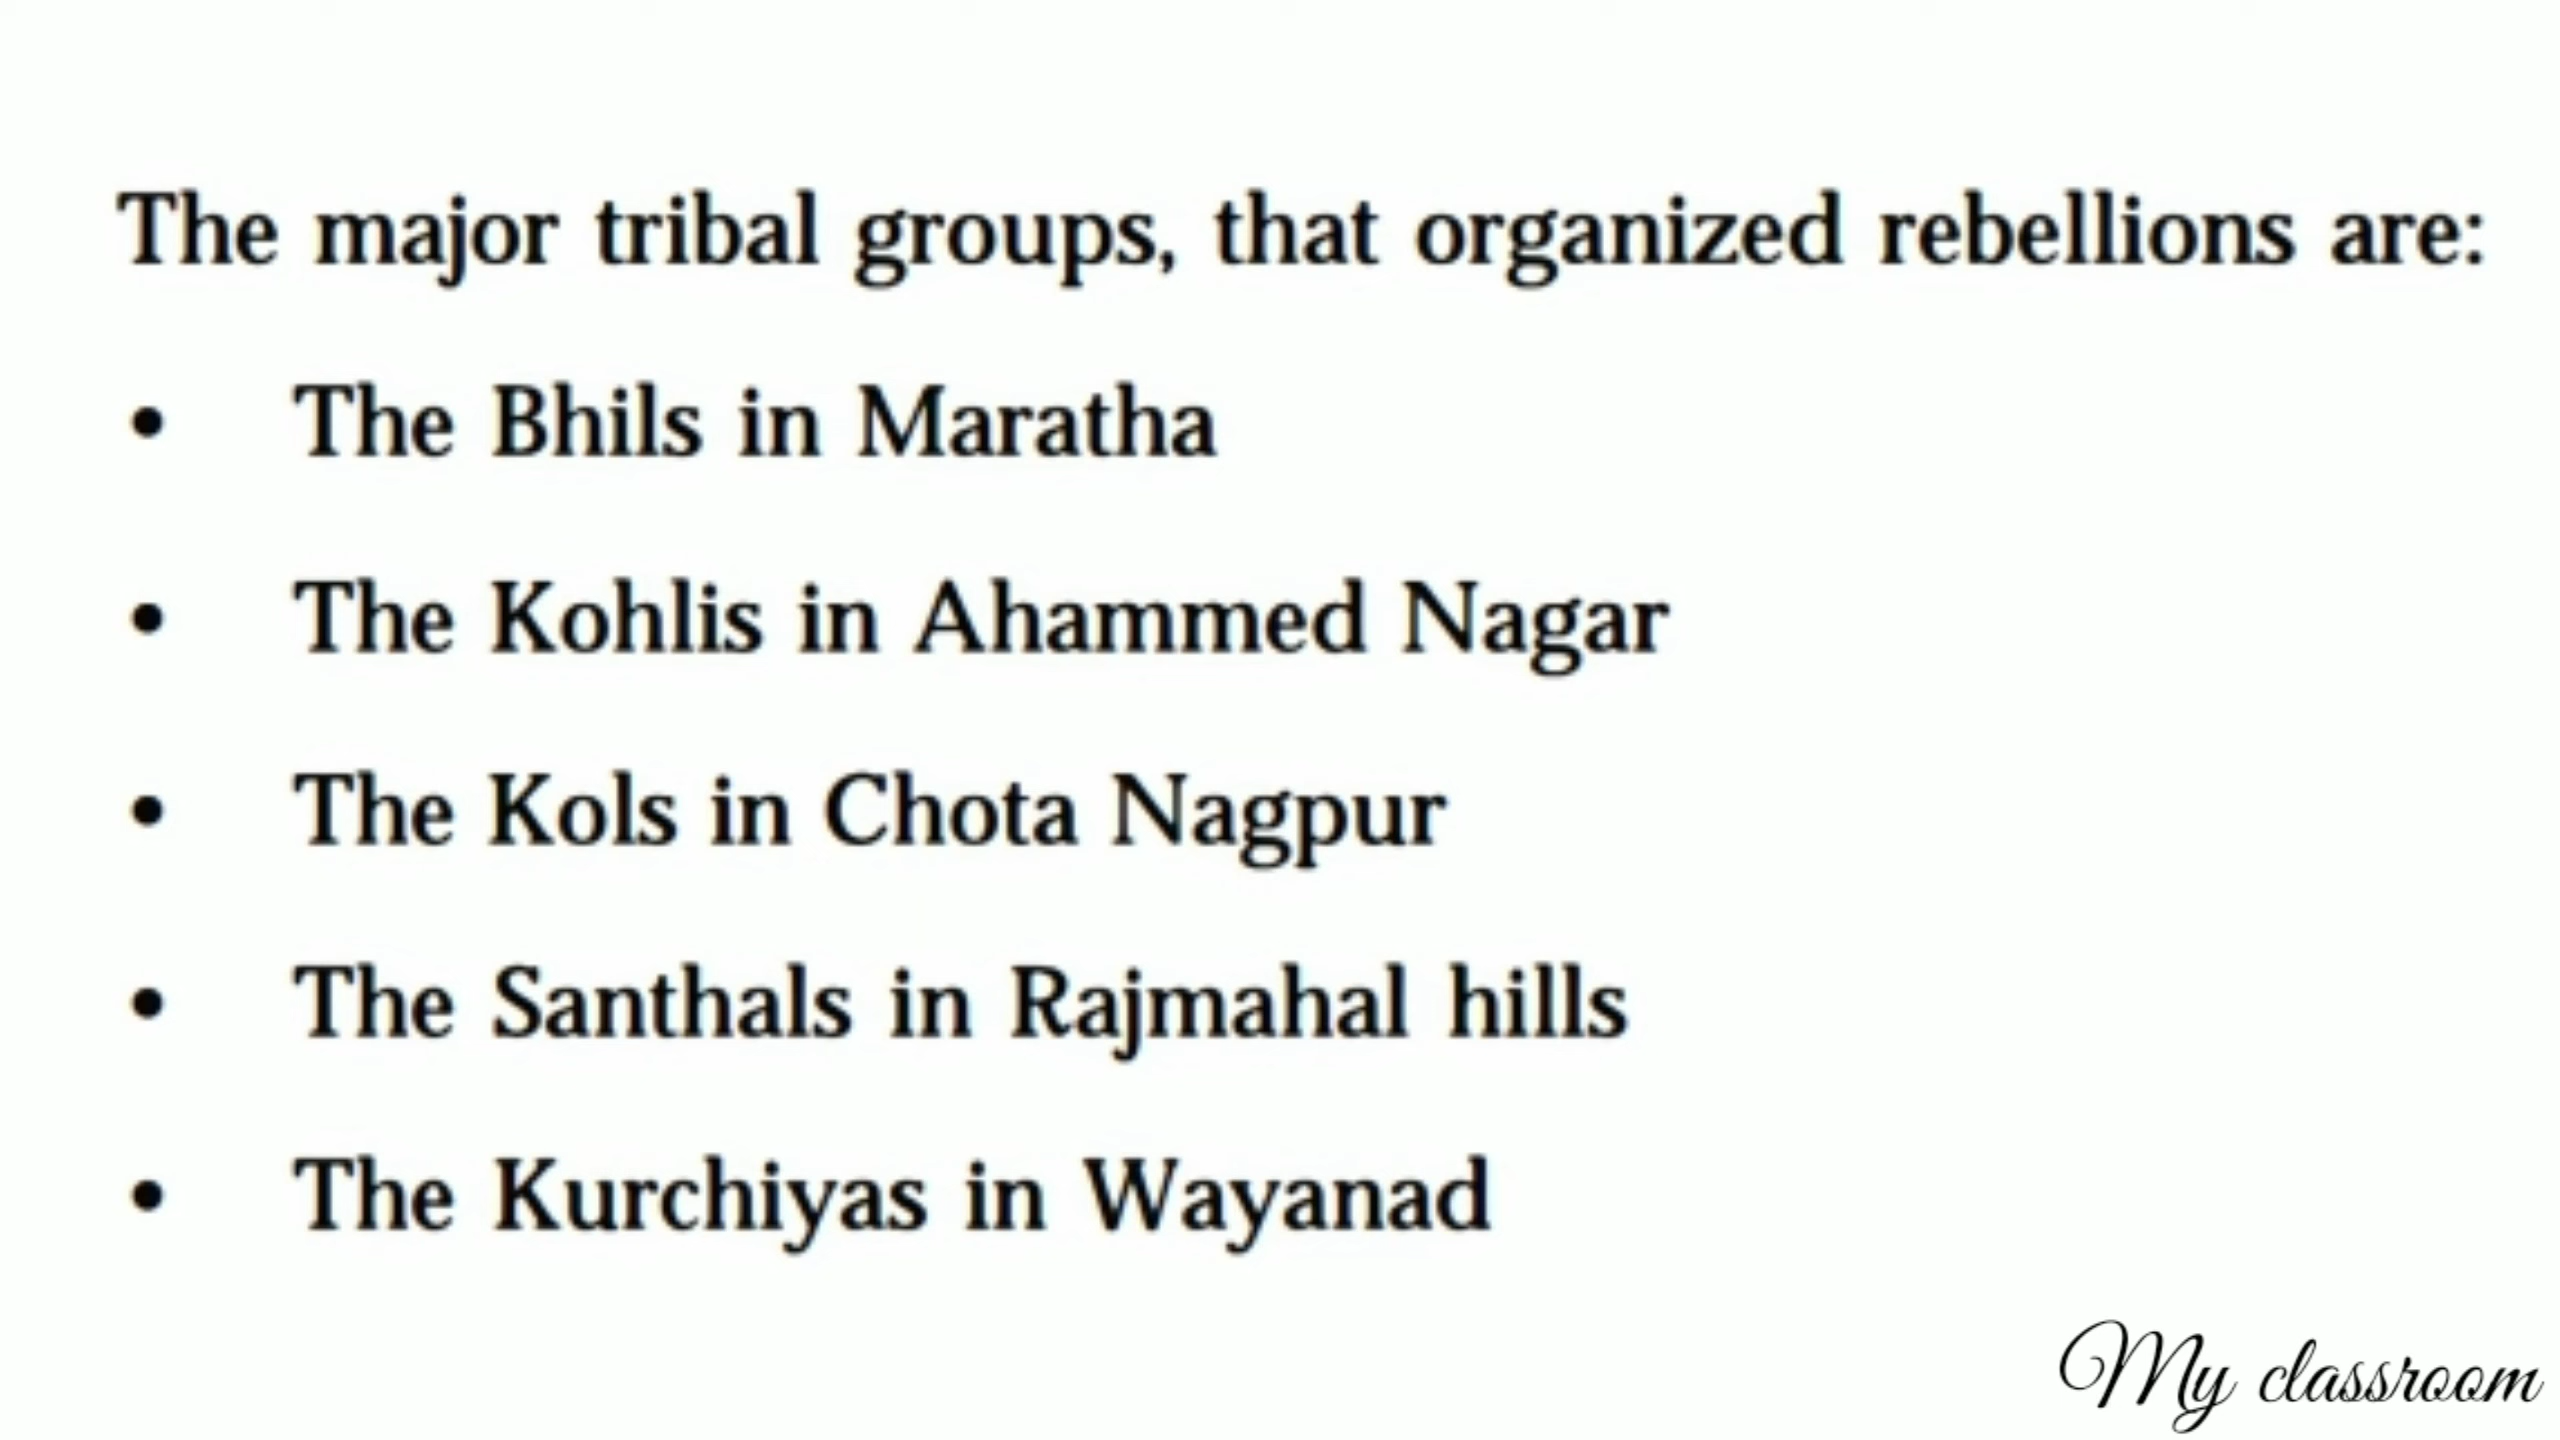 The major tribal groups, that organized rebellions are:
• The Bhils in Maratha
• The Kohlis in Ahammed Nagar
• The Kols in Chota Nagpur
• The Santhals in Rajmahal hills
• The Kurchiyas in Wayanad
My classroom